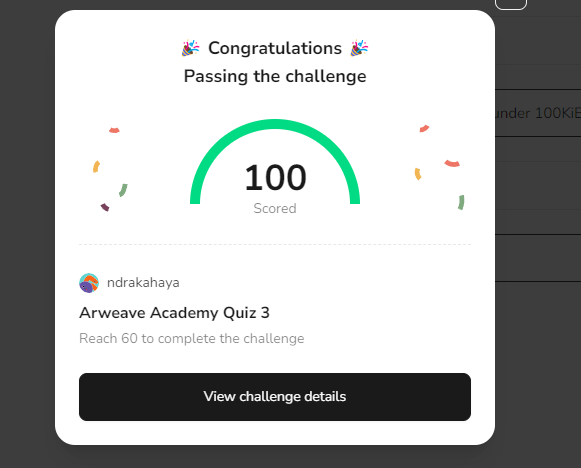 Congratulations
Passing the challenge
under 100KiB
100
Scored
ndrakahaya
Arweave Academy Quiz 3
Reach 60 to complete the challenge
View challenge details